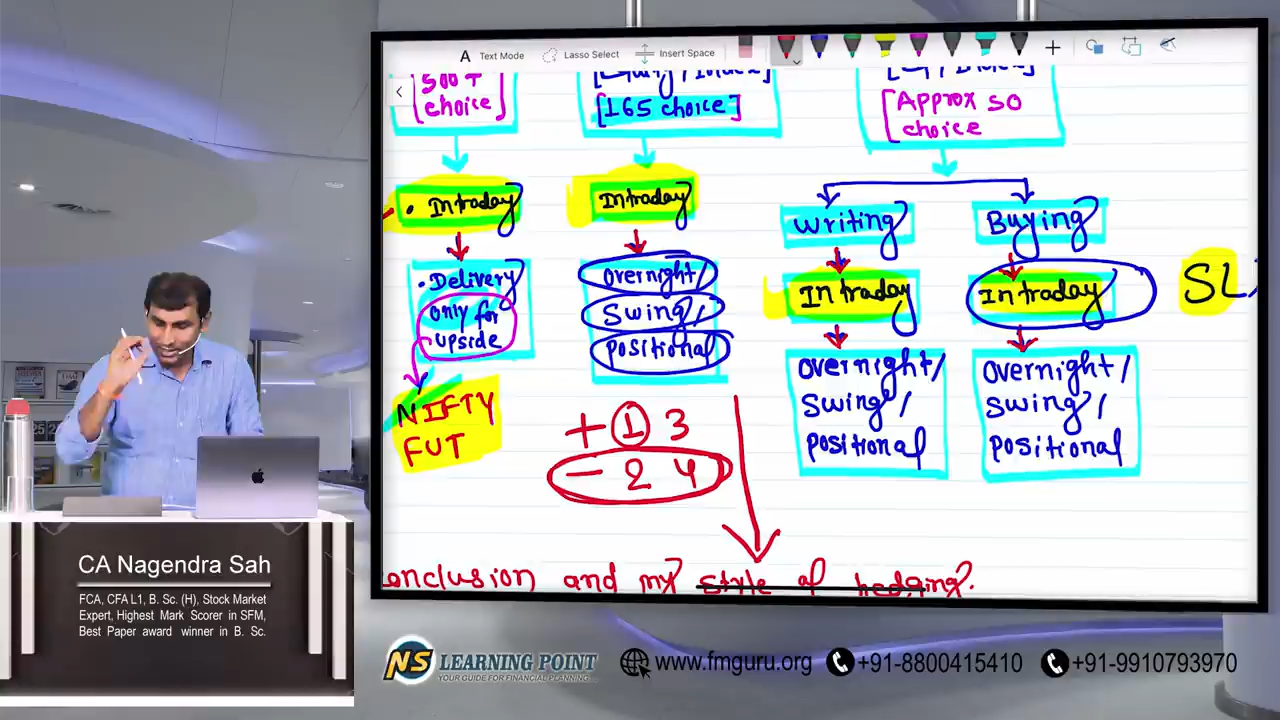 Text Mode
Lasso Select
Insert Space
500+
choice
[165 choice]
[Approx 50
choice
• Intraday
Intraday
Writing
Buying
Intraday
Intraday
SL
• Delivery
only for
upside
overnight/
Swing/
positional
overnight/
Swing/
positional
overnight/
Swing/
positional
NIFTY
FUT
+ 1 3
- 2 4
onclusion and my style of hedging.
CA Nagendra Sah
FCA, CFA L1, B. Sc. (H), Stock Market
Expert, Highest Mark Scorer in SFM,
Best Paper award winner in B. Sc.
NS LEARNING POINT
YOUR GUIDE FOR FINANCIAL PLANNING
www.fmguru.org
+91-8800415410
+91-9910793970